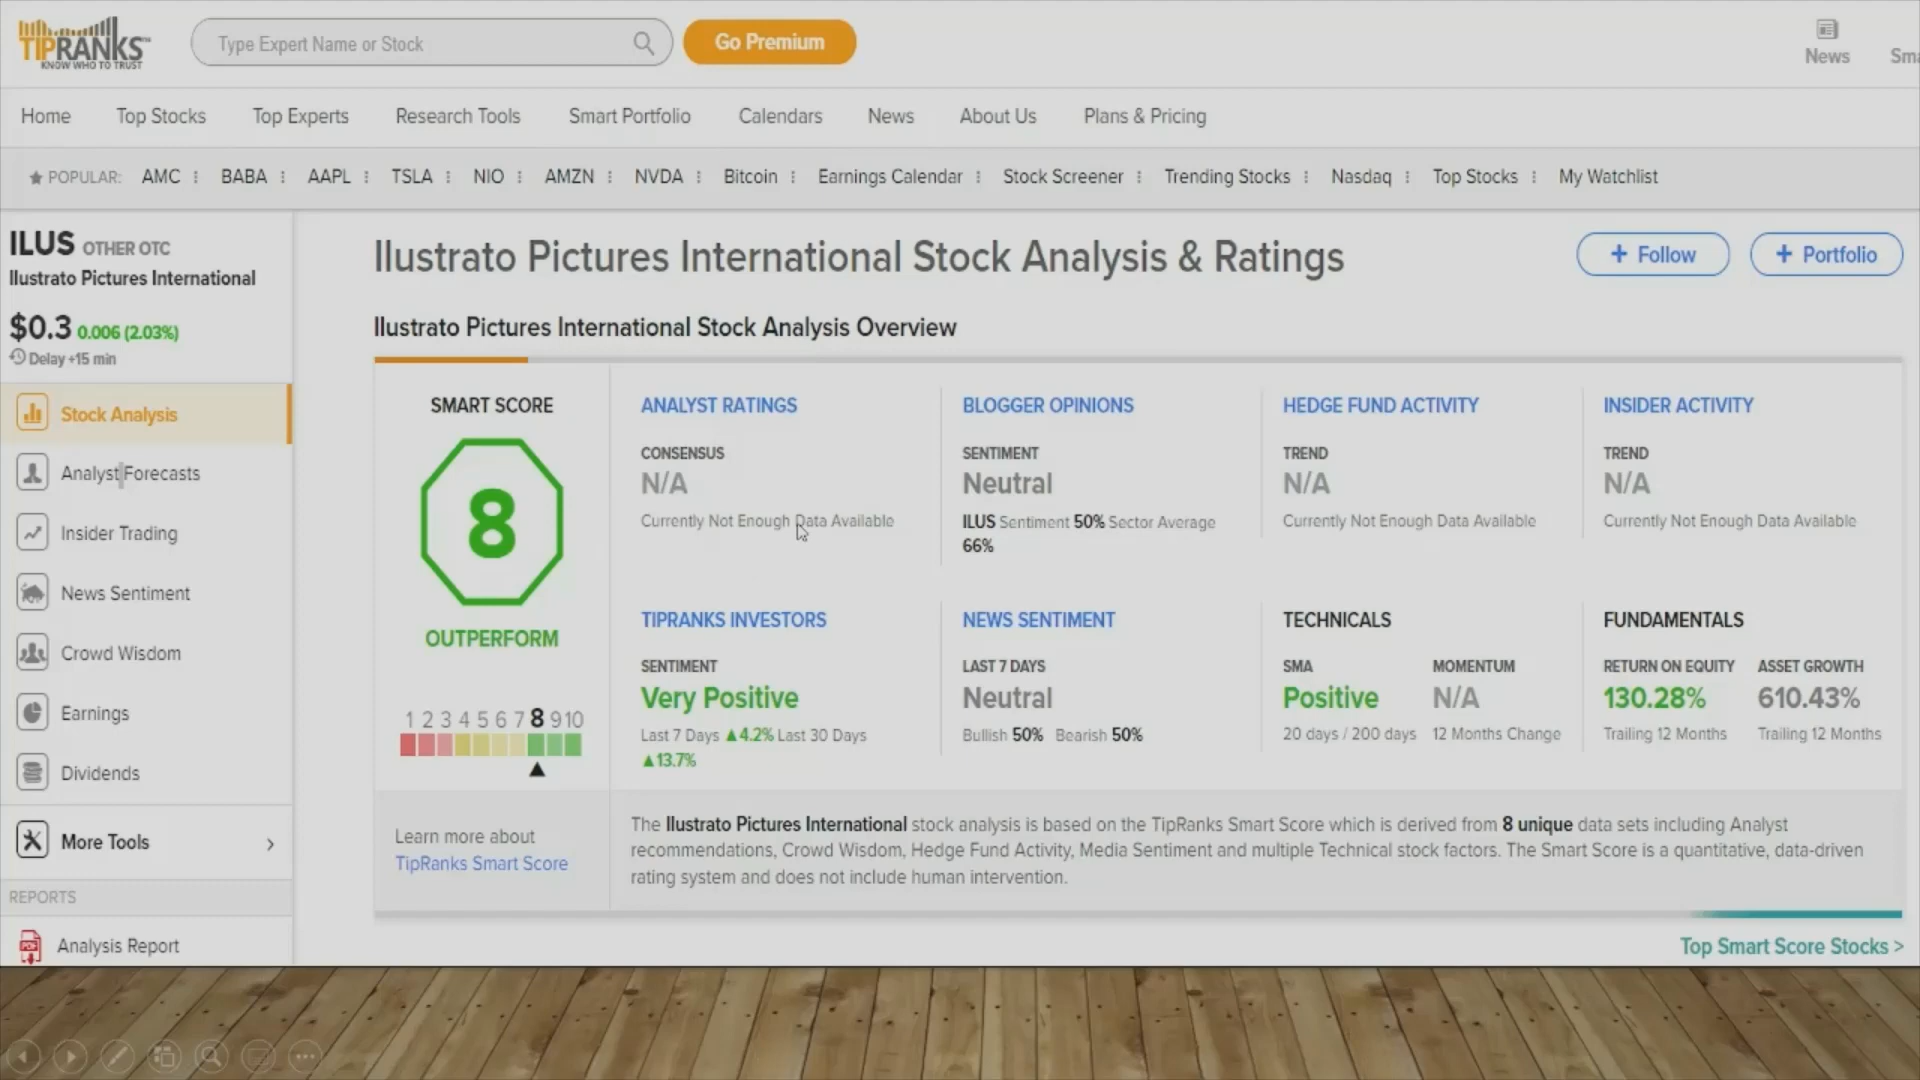 TIPRANKS
KNOW WHO TO TRUST
Type Expert Name or Stock
Go Premium
News
Home
Top Stocks
Top Experts
Research Tools
Smart Portfolio
Calendars
News
About Us
Plans & Pricing
POPULAR: AMC BABA AAPL TSLA NIO AMZN NVDA Bitcoin Earnings Calendar Stock Screener Trending Stocks Nasdaq Top Stocks My Watchlist
ILUS OTHER OTC
Ilustrato Pictures International
$0.3 0.006 (2.03%)
Delay +15 min
Stock Analysis
Analyst Forecasts
Insider Trading
News Sentiment
Crowd Wisdom
Earnings
Dividends
More Tools
REPORTS
PDF
Analysis Report
Ilustrato Pictures International Stock Analysis & Ratings
+ Follow
+ Portfolio
Ilustrato Pictures International Stock Analysis Overview
SMART SCORE
8
OUTPERFORM
1 2 3 4 5 6 7 8 9 10
ANALYST RATINGS
CONSENSUS
N/A
Currently Not Enough Data Available
BLOGGER OPINIONS
SENTIMENT
Neutral
ILUS Sentiment 50% Sector Average
66%
HEDGE FUND ACTIVITY
TREND
N/A
Currently Not Enough Data Available
INSIDER ACTIVITY
TREND
N/A
Currently Not Enough Data Available
TIPRANKS INVESTORS
SENTIMENT
Very Positive
Last 7 Days ▲4.2% Last 30 Days
▲13.7%
NEWS SENTIMENT
LAST 7 DAYS
Neutral
Bullish 50% Bearish 50%
TECHNICALS
SMA
Positive
20 days / 200 days
MOMENTUM
N/A
12 Months Change
FUNDAMENTALS
RETURN ON EQUITY
130.28%
Trailing 12 Months
ASSET GROWTH
610.43%
Trailing 12 Months
Learn more about
TipRanks Smart Score
The Ilustrato Pictures International stock analysis is based on the TipRanks Smart Score which is derived from 8 unique data sets including Analyst
recommendations, Crowd Wisdom, Hedge Fund Activity, Media Sentiment and multiple Technical stock factors. The Smart Score is a quantitative, data-driven
rating system and does not include human intervention.
Top Smart Score Stocks >